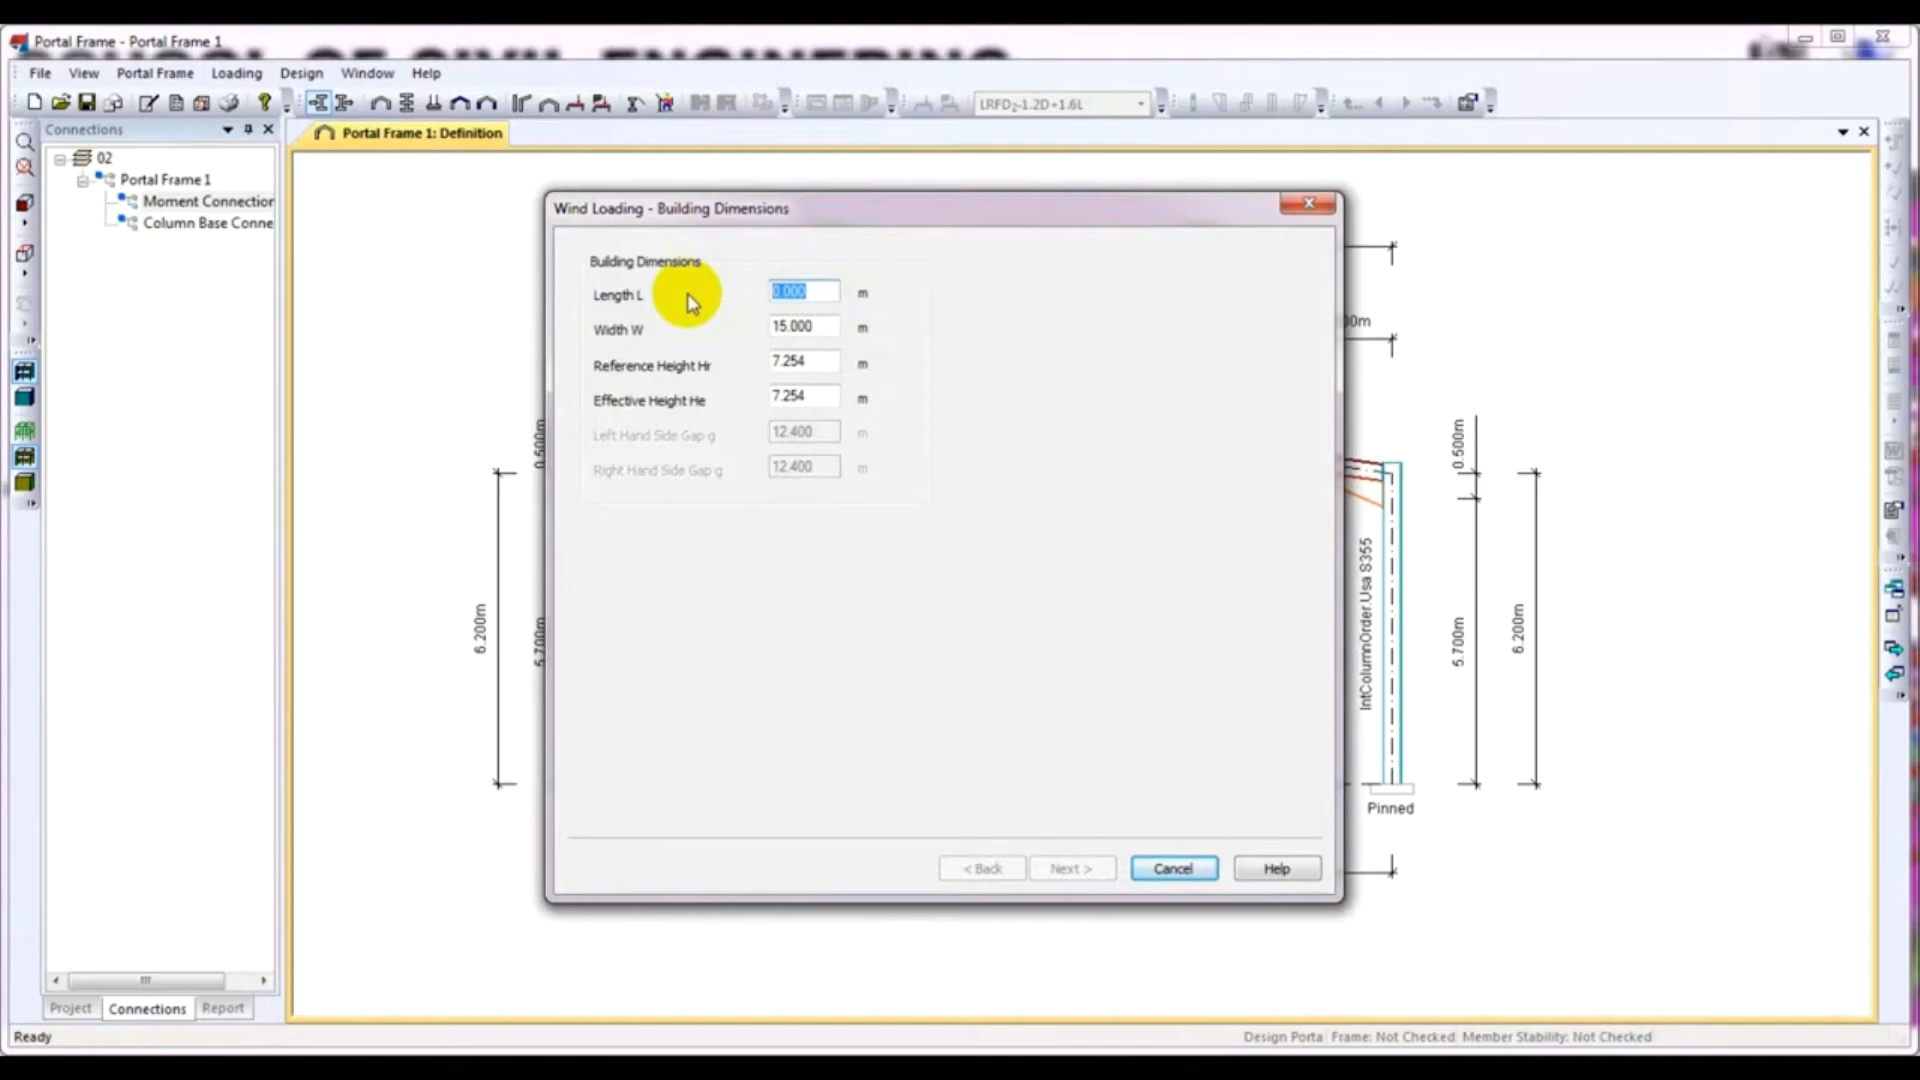 Portal Frame - Portal Frame 1
File View Portal Frame Loading Design Window Help
LRFD2-1.2D+1.6L
Connections
Portal Frame 1: Definition
02
Portal Frame 1
Moment Connection
Column Base Conne
Wind Loading - Building Dimensions
Building Dimensions
Length L 0.000 m
Width W 15.000 m
Reference Height Hr 7.254 m
Effective Height He 7.254 m
Left Hand Side Gap g 12.400 m
Right Hand Side Gap g 12.400 m
< Back Next > Cancel Help
6.200m
0.500m
5.700m
00m
IntColumnOrder.Usa 8355
0.500m
5.700m
6.200m
Pinned
Project Connections Report
Ready
Design Porta Frame: Not Checked Member Stability: Not Checked